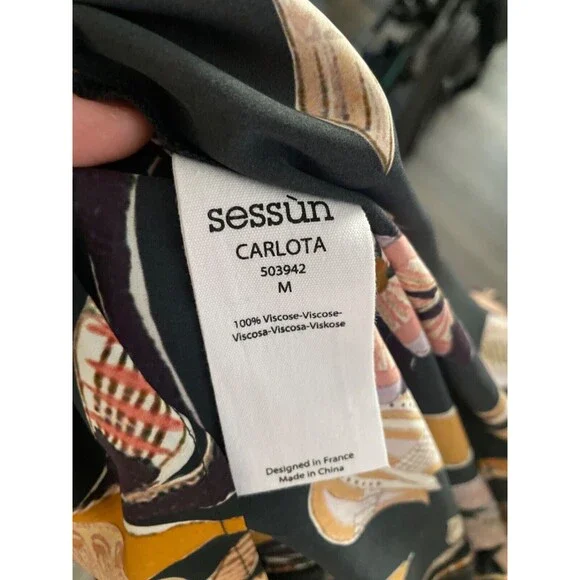 sessùn
CARLOTA
503942
M
100% Viscose-Viscose-
Viscosa-Viscosa-Viskose
Designed in France
Made in China